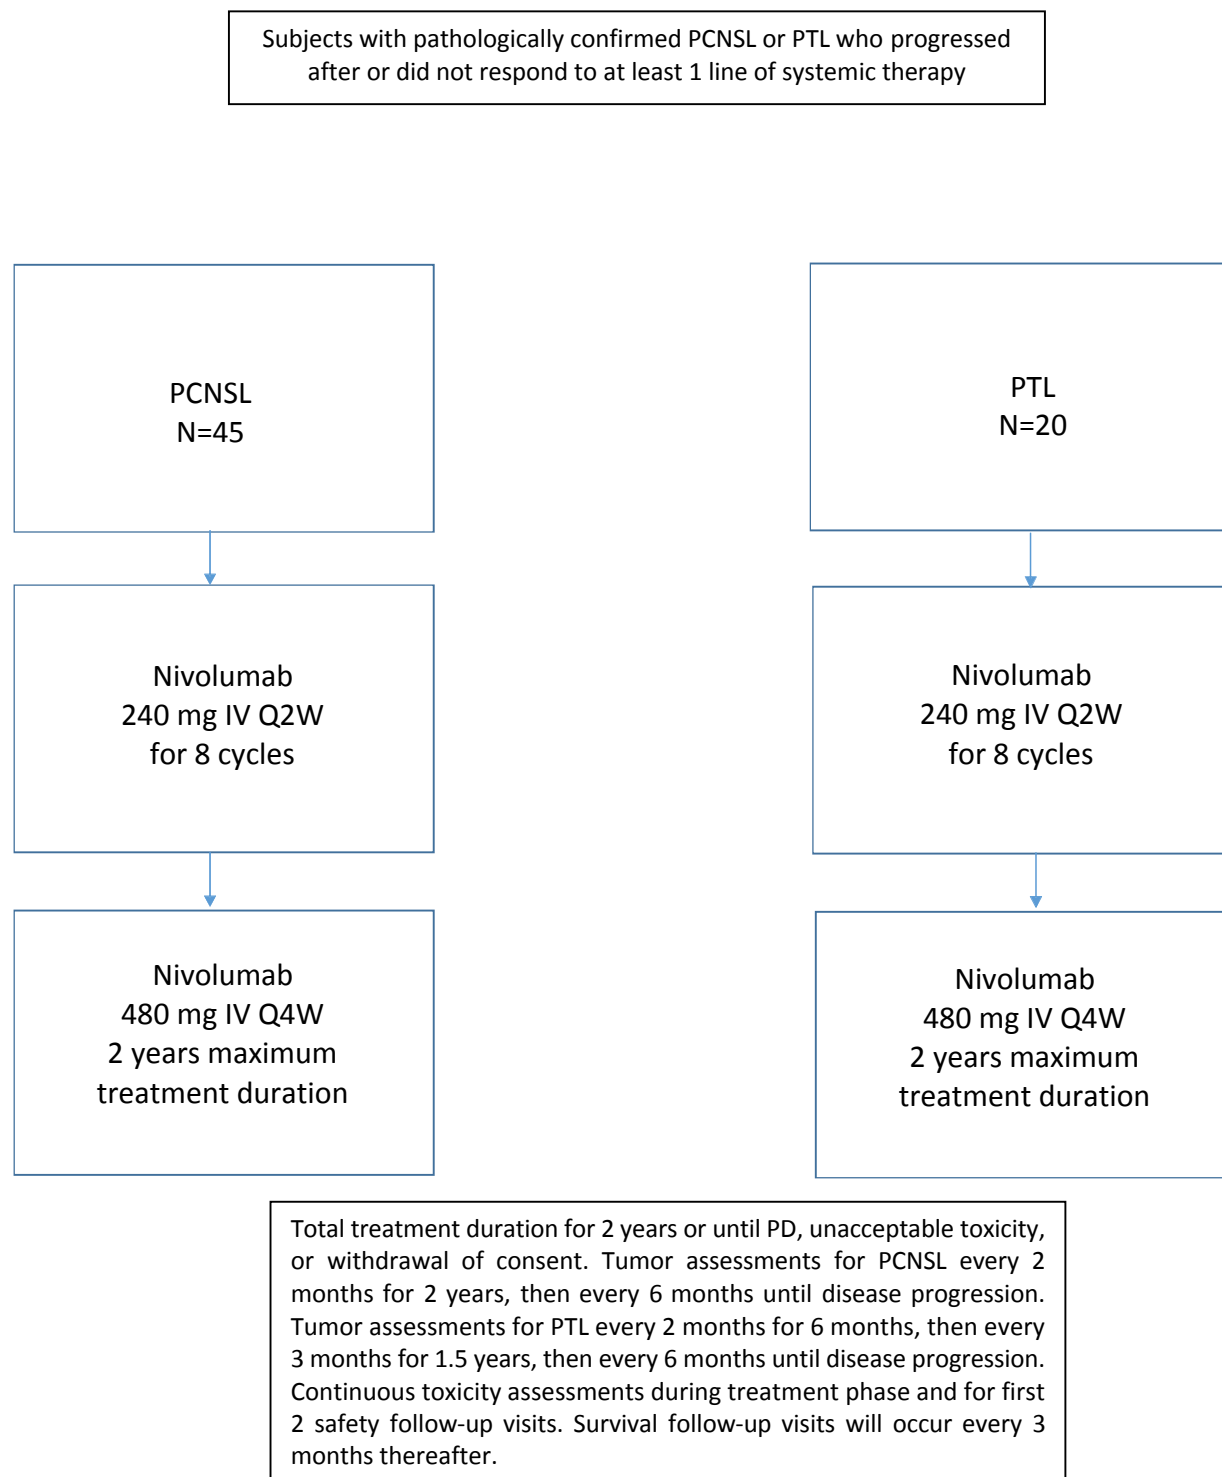 Subjects with pathologically confirmed PCNSL or PTL who progressed
after or did not respond to at least 1 line of systemic therapy
PCNSL
N=45
PTL
N=20
Nivolumab
240 mg IV Q2W
for 8 cycles
Nivolumab
240 mg IV Q2W
for 8 cycles
Nivolumab
480 mg IV Q4W
2 years maximum
treatment duration
Nivolumab
480 mg IV Q4W
2 years maximum
treatment duration
Total treatment duration for 2 years or until PD, unacceptable toxicity,
or withdrawal of consent. Tumor assessments for PCNSL every 2
months for 2 years, then every 6 months until disease progression.
Tumor assessments for PTL every 2 months for 6 months, then every
3 months for 1.5 years, then every 6 months until disease progression.
Continuous toxicity assessments during treatment phase and for first
2 safety follow-up visits. Survival follow-up visits will occur every 3
months thereafter.